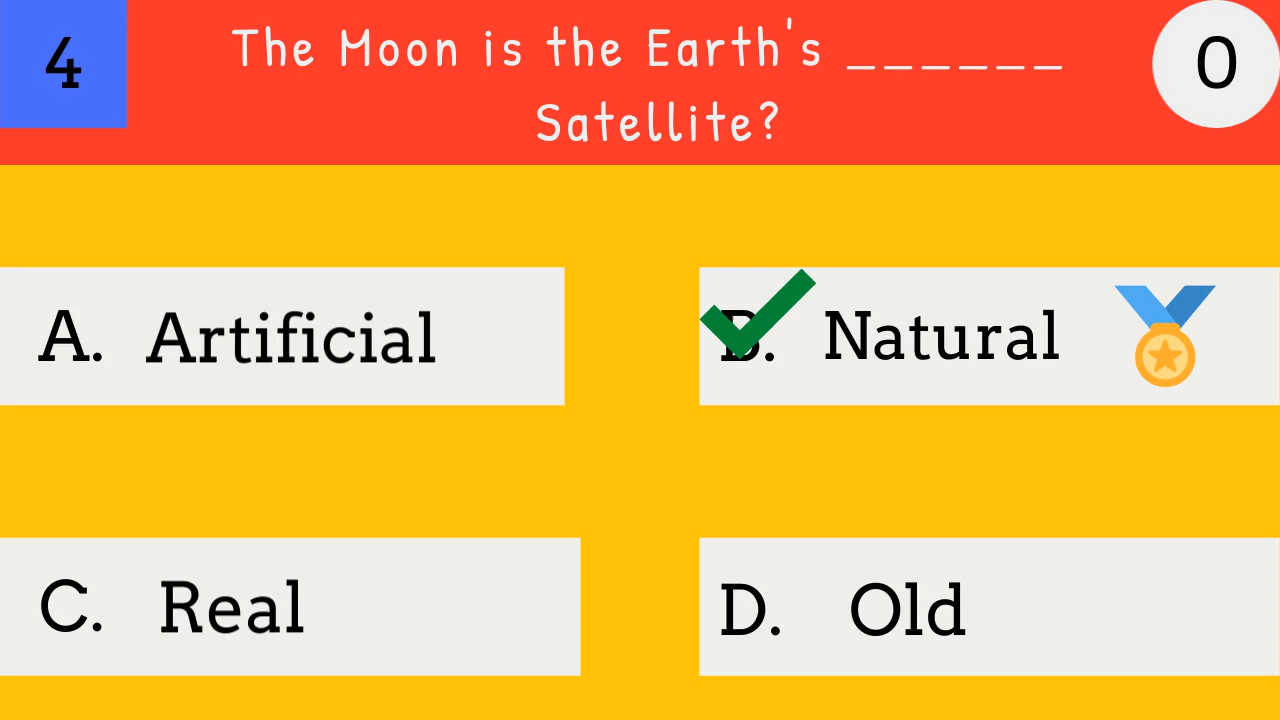 4
The Moon is the Earth's ______
Satellite?
0
A. Artificial
B. Natural
C. Real
D. Old